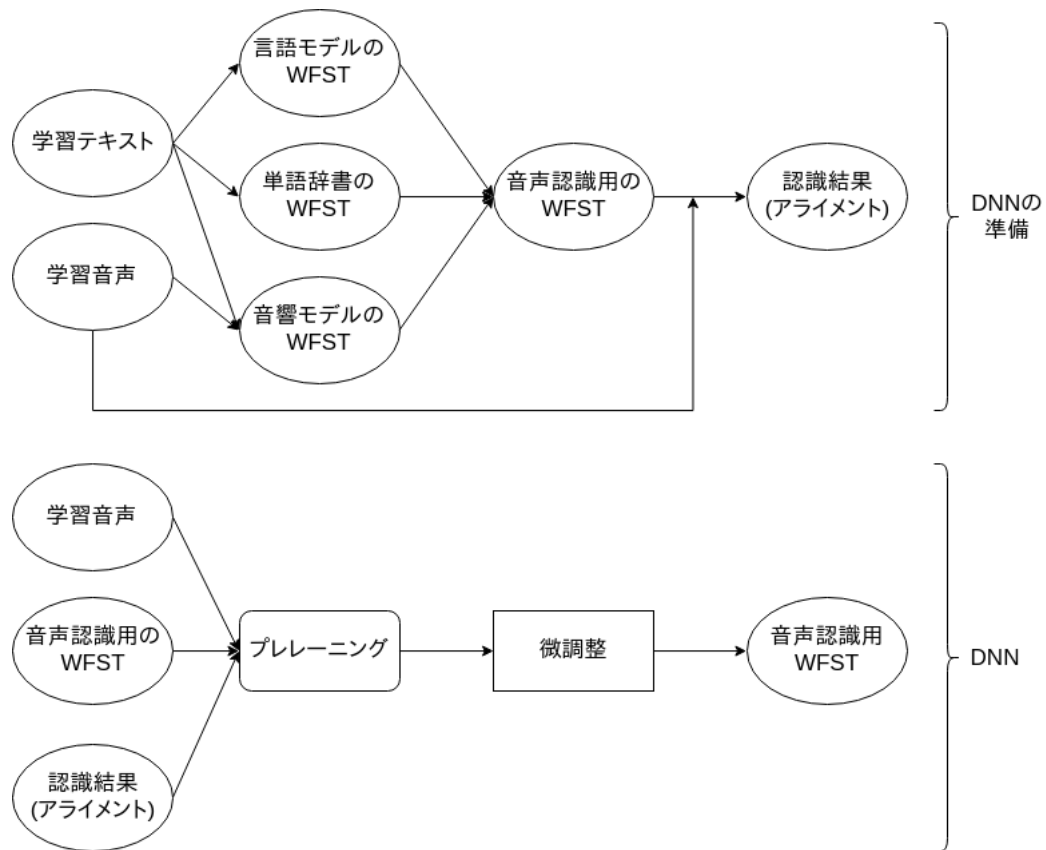 言語モデルの
WFST
学習テキスト
単語辞書の
WFST
音声認識用の
WFST
認識結果
(アライメント)
DNNの
準備
学習音声
音響モデルの
WFST
学習音声
音声認識用の
WFST
プレレーニング
微調整
音声認識用
WFST
DNN
認識結果
(アライメント)